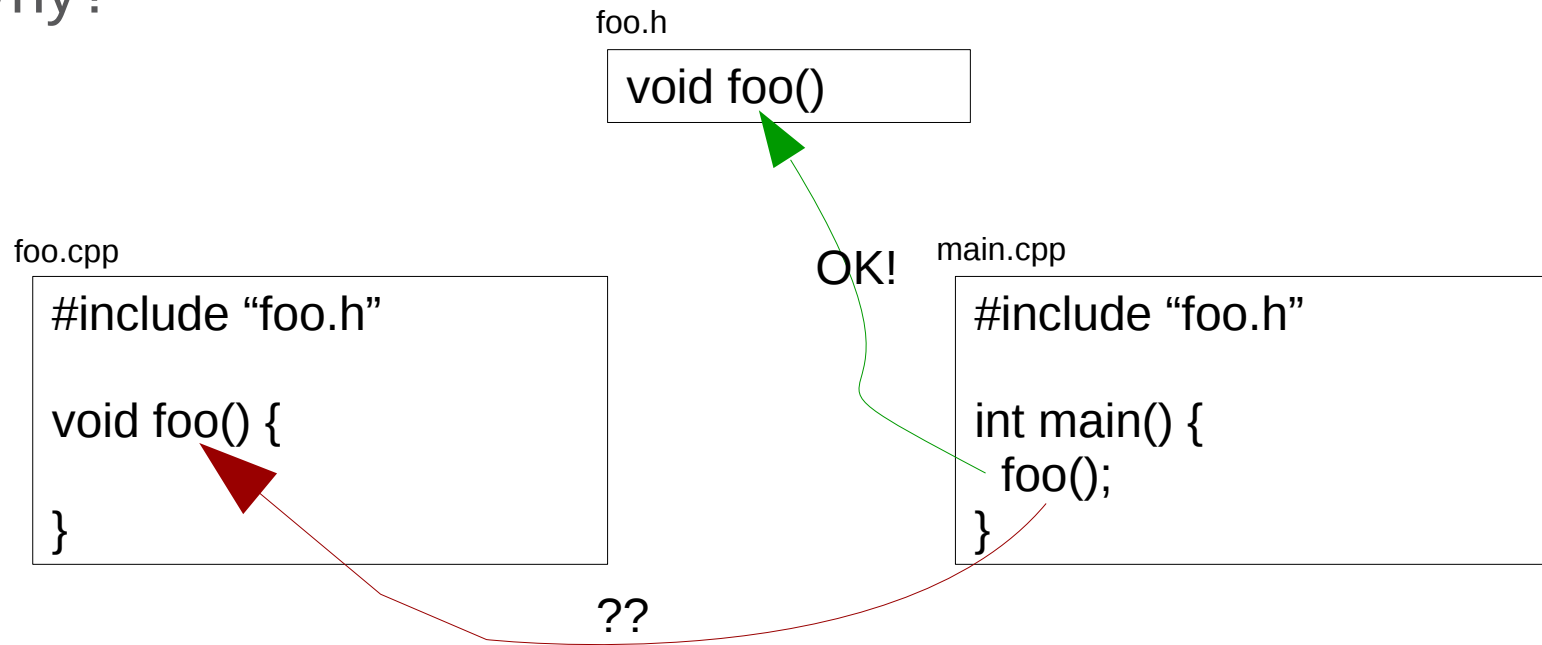 foo.h
void foo()
foo.cpp
#include “foo.h”
void foo() {
}
OK!
main.cpp
#include “foo.h”
int main() {
foo();
}
??